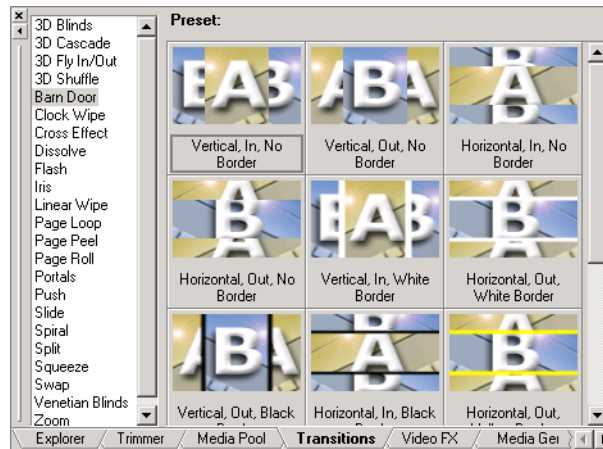 Preset:
3D Blinds
3D Cascade
3D Fly In/Out
3D Shuffle
Barn Door
Clock Wipe
Cross Effect
Dissolve
Flash
Iris
Linear Wipe
Page Loop
Page Peel
Page Roll
Portals
Push
Slide
Spiral
Split
Squeeze
Swap
Venetian Blinds
Zoom
B A B
Vertical, In, No
Border
A B A
Vertical, Out, No
Border
A
B
Horizontal, In, No
Border
A
B
A
Horizontal, Out, No
Border
B A B
Vertical, In, White
Border
B
Horizontal, Out,
White Border
A B A
Vertical, Out, Black
B
A
B
Horizontal, In, Black
B
Horizontal, Out,
Explorer
Trimmer
Media Pool
Transitions
Video FX
Media Ge